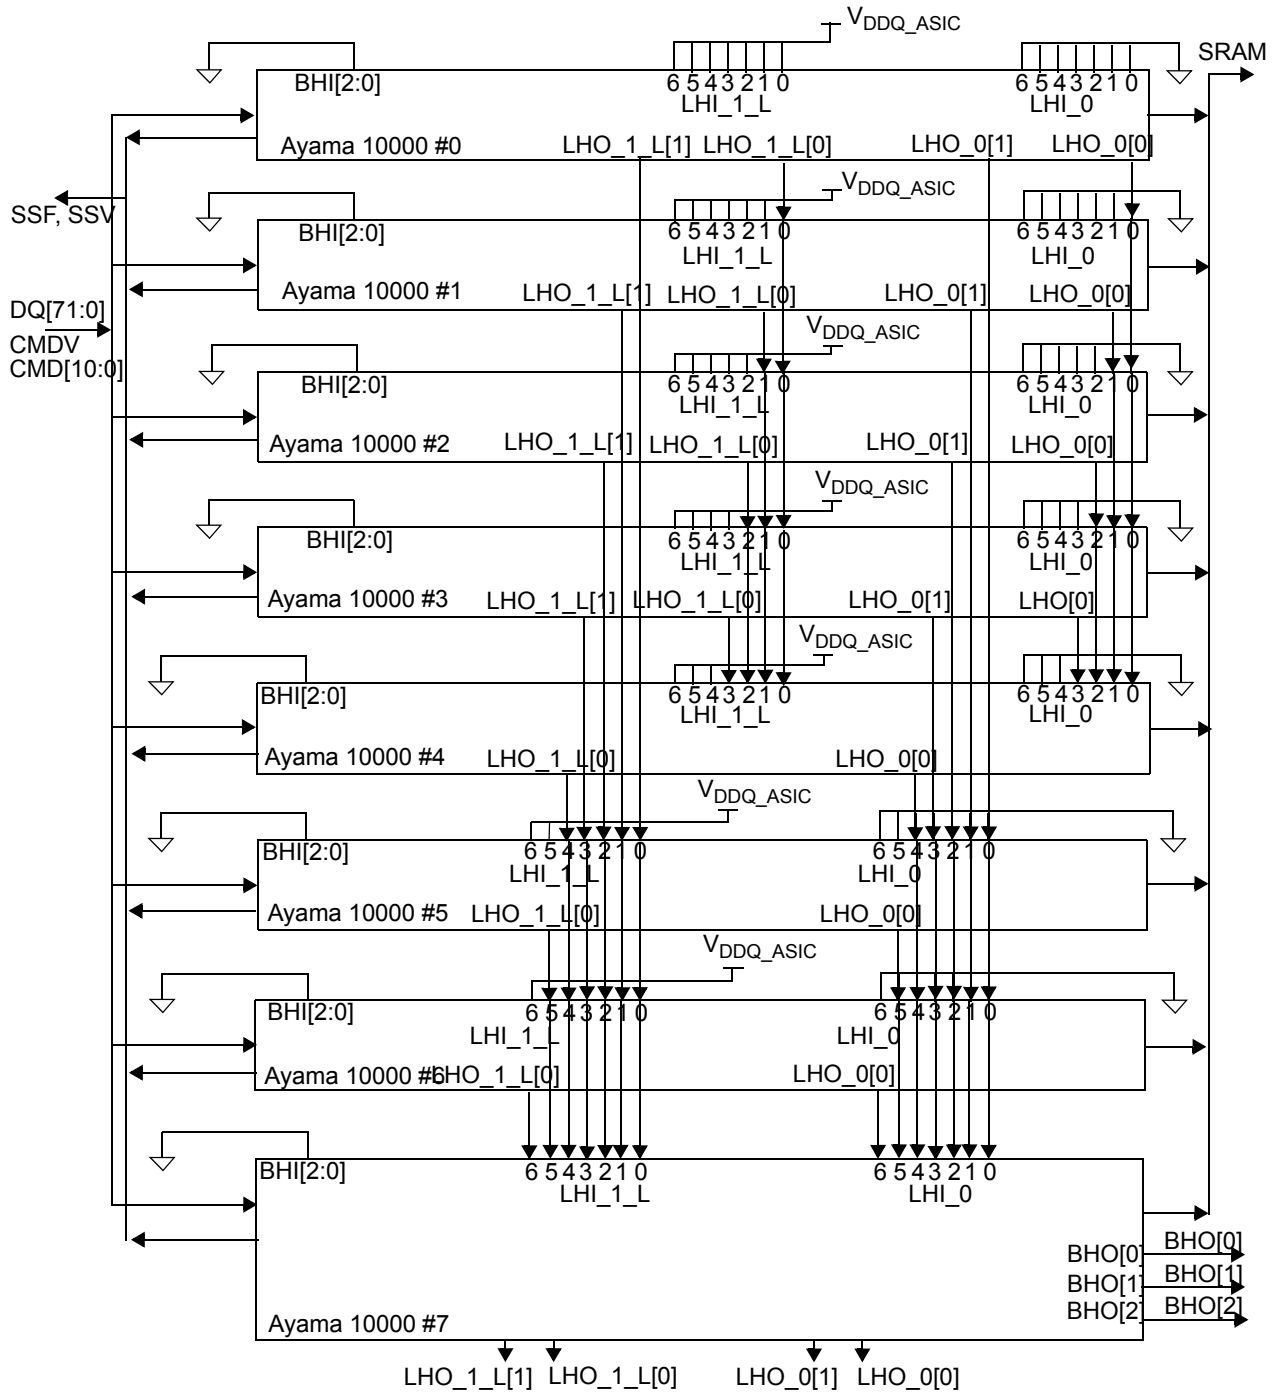 VDDQ_ASIC
SRAM
BHI[2:0]
6 5 4 3 2 1 0
LHI_1_L
6 5 4 3 2 1 0
LHI_0
Ayama 10000 #0
LHO_1_L[1]
LHO_1_L[0]
LHO_0[1]
LHO_0[0]
VDDQ_ASIC
SSF, SSV
BHI[2:0]
6 5 4 3 2 1 0
LHI_1_L
6 5 4 3 2 1 0
LHI_0
Ayama 10000 #1
LHO_1_L[1]
LHO_1_L[0]
LHO_0[1]
LHO_0[0]
DQ[71:0]
CMDV
CMD[10:0]
VDDQ_ASIC
BHI[2:0]
6 5 4 3 2 1 0
LHI_1_L
6 5 4 3 2 1 0
LHI_0
Ayama 10000 #2
LHO_1_L[1]
LHO_1_L[0]
LHO_0[1]
LHO_0[0]
VDDQ_ASIC
BHI[2:0]
6 5 4 3 2 1 0
LHI_1_L
6 5 4 3 2 1 0
LHI_0
Ayama 10000 #3
LHO_1_L[1]
LHO_1_L[0]
LHO_0[1]
LHO[0]
VDDQ_ASIC
BHI[2:0]
6 5 4 3 2 1 0
LHI_1_L
6 5 4 3 2 1 0
LHI_0
Ayama 10000 #4
LHO_1_L[0]
LHO_0[0]
VDDQ_ASIC
BHI[2:0]
6 5 4 3 2 1 0
LHI_1_L
6 5 4 3 2 1 0
LHI_0
Ayama 10000 #5
LHO_1_L[0]
LHO_0[0]
VDDQ_ASIC
BHI[2:0]
6 5 4 3 2 1 0
LHI_1_L
6 5 4 3 2 1 0
LHI_0
Ayama 10000 #6
LHO_1_L[0]
LHO_0[0]
BHI[2:0]
6 5 4 3 2 1 0
LHI_1_L
6 5 4 3 2 1 0
LHI_0
BHO[0]
BHO[0]
BHO[1]
BHO[1]
BHO[2]
BHO[2]
Ayama 10000 #7
LHO_1_L[1]
LHO_1_L[0]
LHO_0[1]
LHO_0[0]